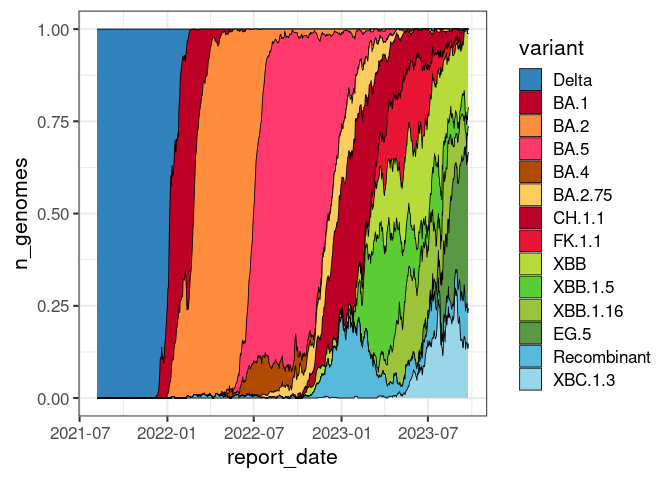 1.00
0.75
0.50
0.25
0.00
n_genomes
2021-07
2022-01
2022-07
2023-01
2023-07
report_date
variant
Delta
BA.1
BA.2
BA.5
BA.4
BA.2.75
CH.1.1
FK.1.1
XBB
XBB.1.5
XBB.1.16
EG.5
Recombinant
XBC.1.3